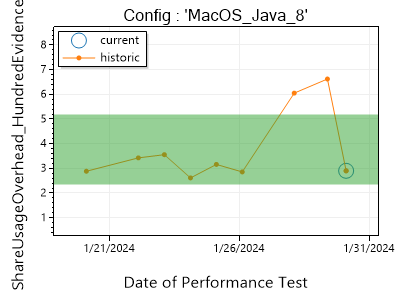 Config : 'MacOS_Java_8'
ShareUsageOverhead_HundredEvidence
current
historic
8
7
6
5
4
3
2
1
1/21/2024
1/26/2024
1/31/2024
Date of Performance Test